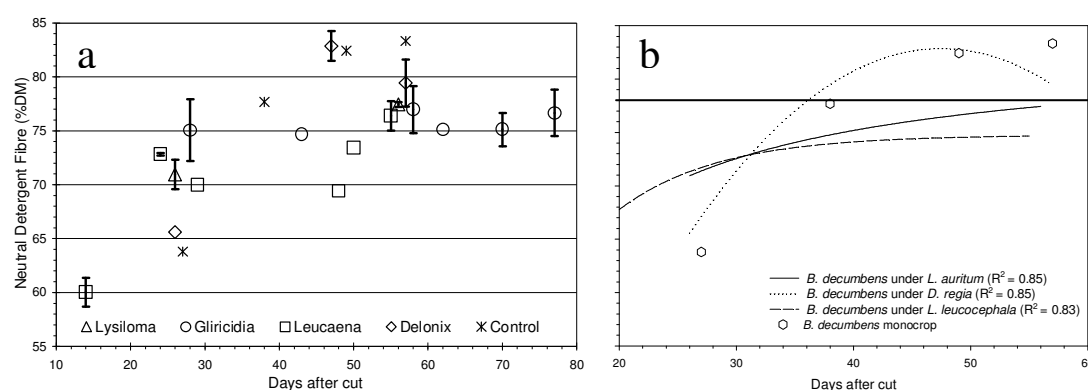 a
Neutral Detergent Fibre (%DM)
85
80
75
70
65
60
55
Lysiloma Gliricidia Leucaena Delonix Control
10 20 30 40 50 60 70 80
Days after cut
b
B. decumbens under L. auritum (R² = 0.85)
B. decumbens under D. regia (R² = 0.85)
B. decumbens under L. leucocephala (R² = 0.83)
B. decumbens monocrop
20 30 40 50 6
Days after cut